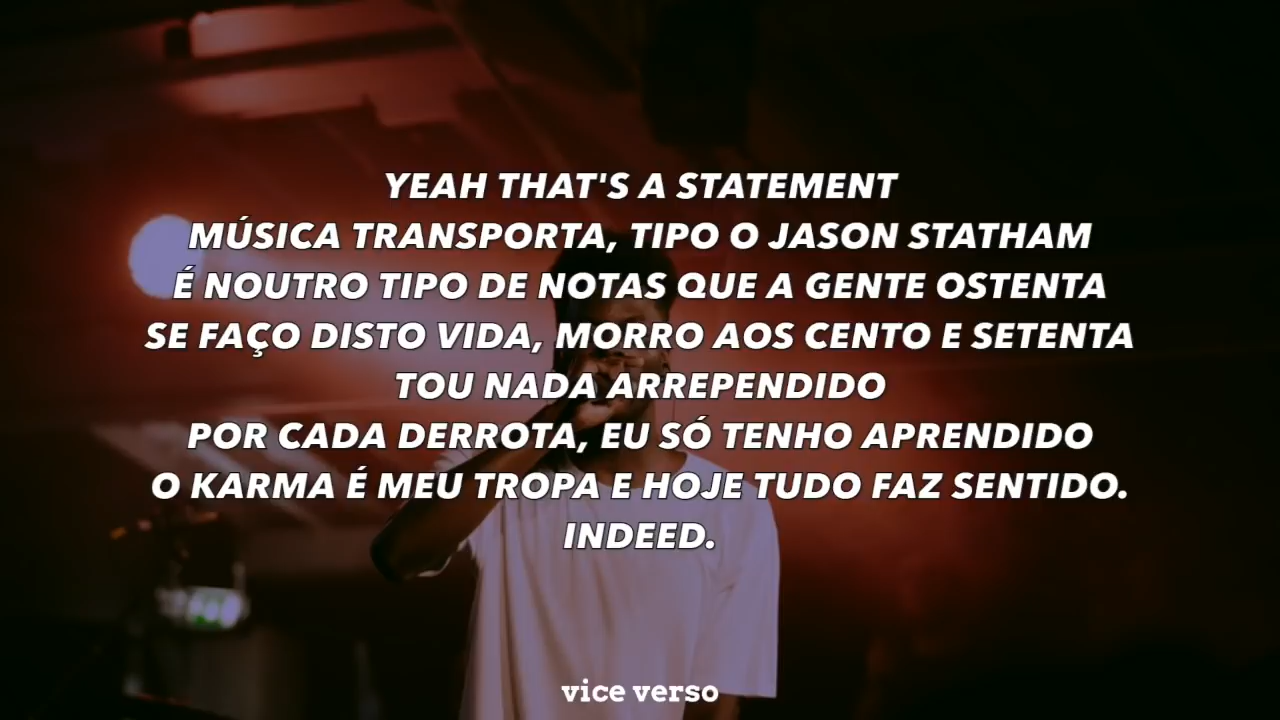 YEAH THAT'S A STATEMENT
MÚSICA TRANSPORTA, TIPO O JASON STATHAM
É NOUTRO TIPO DE NOTAS QUE A GENTE OSTENTA
SE FAÇO DISTO VIDA, MORRO AOS CENTO E SETENTA
TOU NADA ARREPENDIDO
POR CADA DERROTA, EU SÓ TENHO APRENDIDO
O KARMA É MEU TROPA E HOJE TUDO FAZ SENTIDO.
INDEED.
vice verso